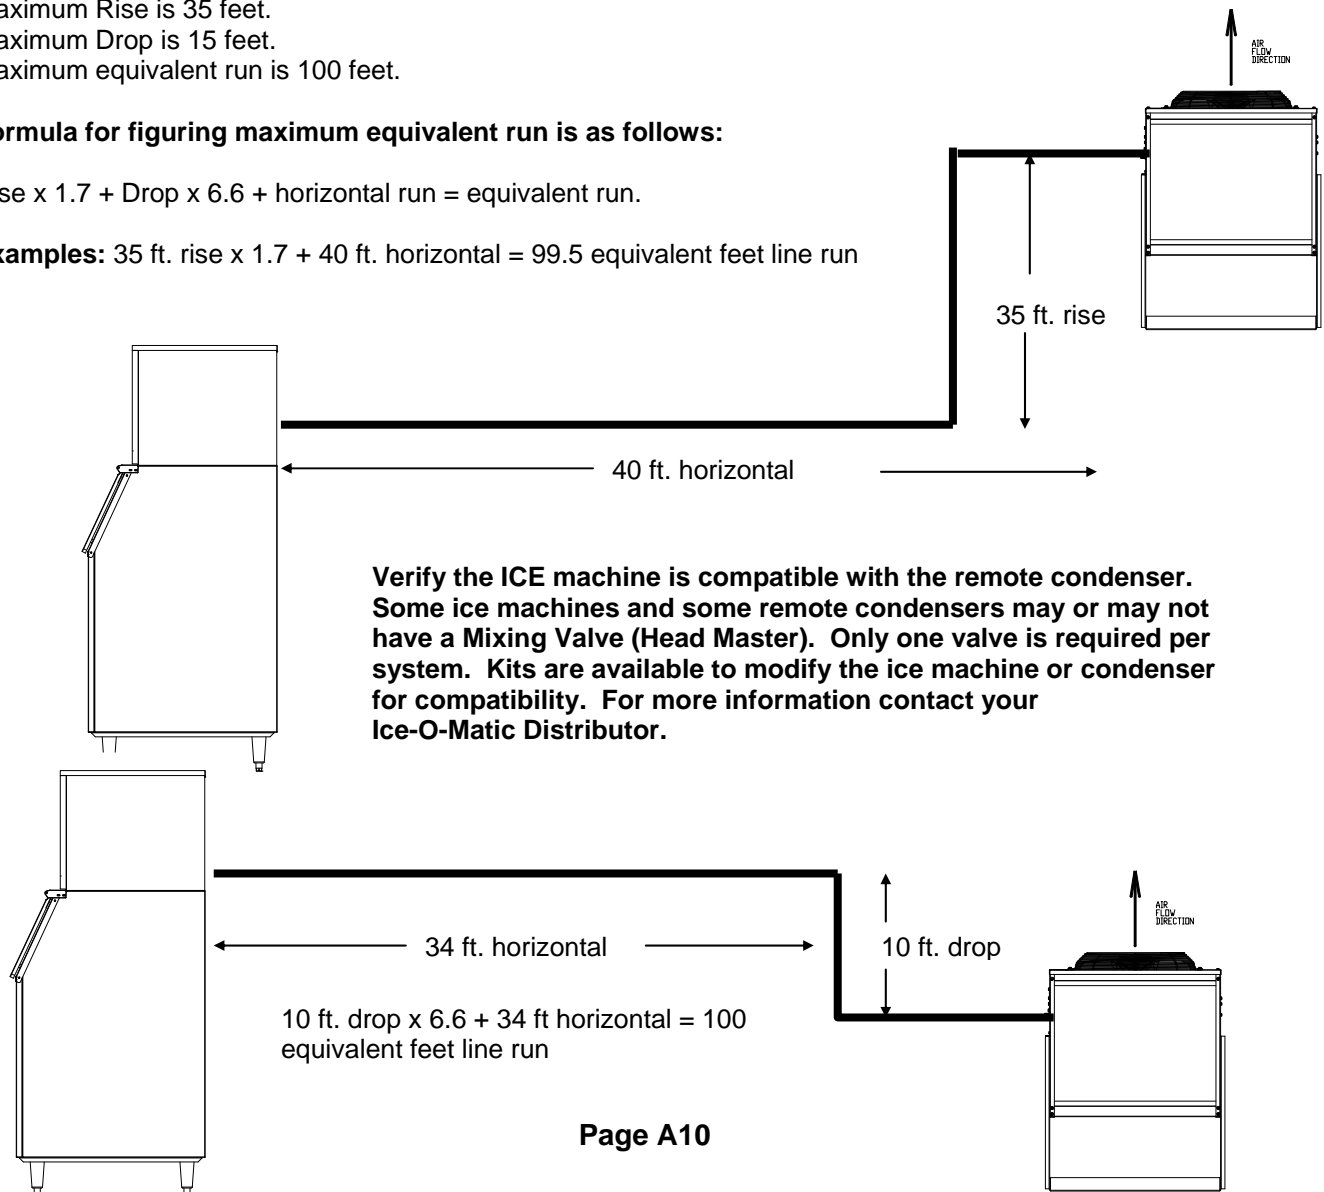 aximum Rise is 35 feet.
aximum Drop is 15 feet.
aximum equivalent run is 100 feet.
ormula for figuring maximum equivalent run is as follows:
se x 1.7 + Drop x 6.6 + horizontal run = equivalent run.
xamples: 35 ft. rise x 1.7 + 40 ft. horizontal = 99.5 equivalent feet line run
AIR
FLOW
DIRECTION
35 ft. rise
40 ft. horizontal
Verify the ICE machine is compatible with the remote condenser.
Some ice machines and some remote condensers may or may not
have a Mixing Valve (Head Master).  Only one valve is required per
system.  Kits are available to modify the ice machine or condenser
for compatibility.  For more information contact your
Ice-O-Matic Distributor.
AIR
FLOW
DIRECTION
34 ft. horizontal
10 ft. drop
10 ft. drop x 6.6 + 34 ft horizontal = 100
equivalent feet line run
Page A10